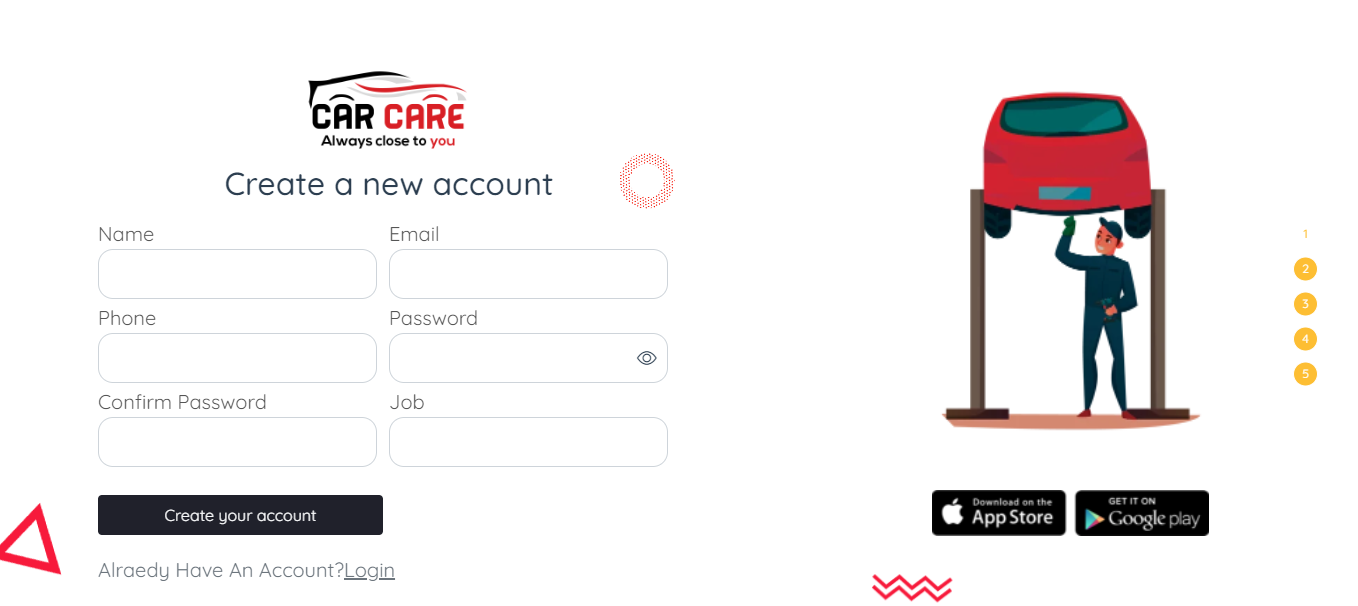 CAR CARE
Always close to you
Create a new account
Name
Email
Phone
Password
Confirm Password
Job
Create your account
Alraedy Have An Account?Login
Download on the
App Store
GET IT ON
Google play
1
2
3
4
5